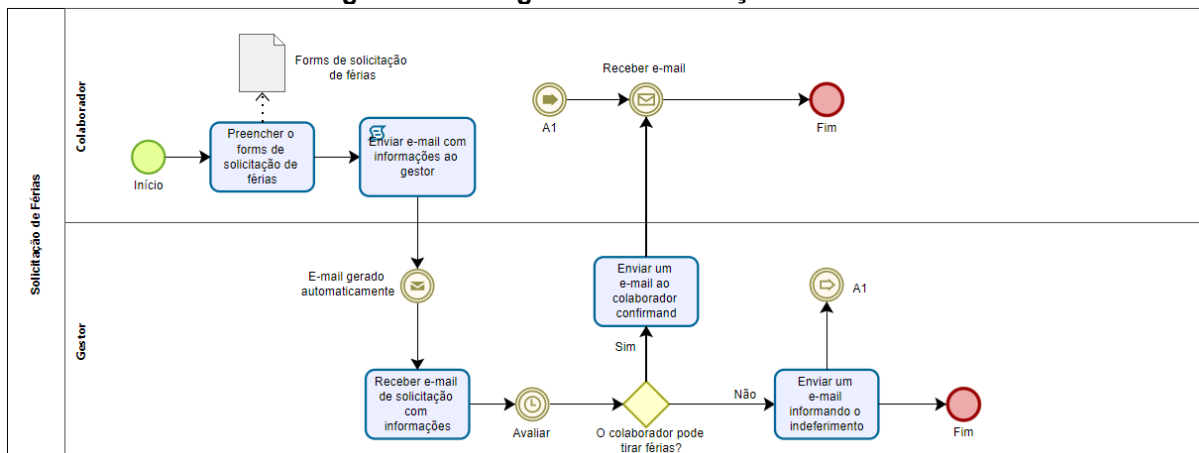 Solicitação de Férias
Colaborador
Forms de solicitação
de férias
Início
Preencher o
forms de
solicitação de
férias
Enviar e-mail com
informações ao
gestor
A1
Receber e-mail
Fim
Gestor
E-mail gerado
automaticamente
Receber e-mail
de solicitação
com
informações
Avaliar
O colaborador pode
tirar férias?
Sim
Enviar um
e-mail ao
colaborador
confirmand
Não
Enviar um
e-mail
informando o
indeferimento
A1
Fim